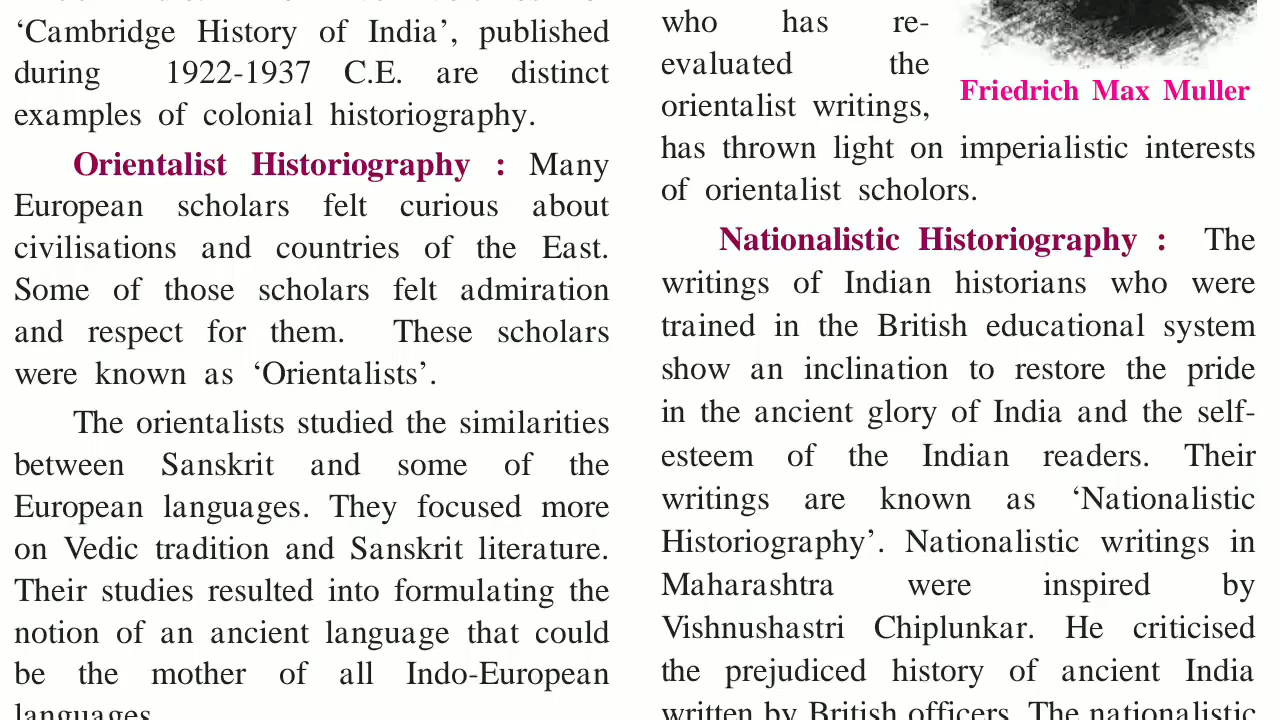 ‘Cambridge History of India’, published
during 1922-1937 C.E. are distinct
examples of colonial historiography.
Orientalist Historiography : Many
European scholars felt curious about
civilisations and countries of the East.
Some of those scholars felt admiration
and respect for them. These scholars
were known as ‘Orientalists’.
The orientalists studied the similarities
between Sanskrit and some of the
European languages. They focused more
on Vedic tradition and Sanskrit literature.
Their studies resulted into formulating the
notion of an ancient language that could
be the mother of all Indo-European
languages.
who has re-
evaluated the
orientalist writings,
Friedrich Max Muller
has thrown light on imperialistic interests
of orientalist scholors.
Nationalistic Historiography : The
writings of Indian historians who were
trained in the British educational system
show an inclination to restore the pride
in the ancient glory of India and the self-
esteem of the Indian readers. Their
writings are known as ‘Nationalistic
Historiography’. Nationalistic writings in
Maharashtra were inspired by
Vishnushastri Chiplunkar. He criticised
the prejudiced history of ancient India
written by British officers. The nationalistic